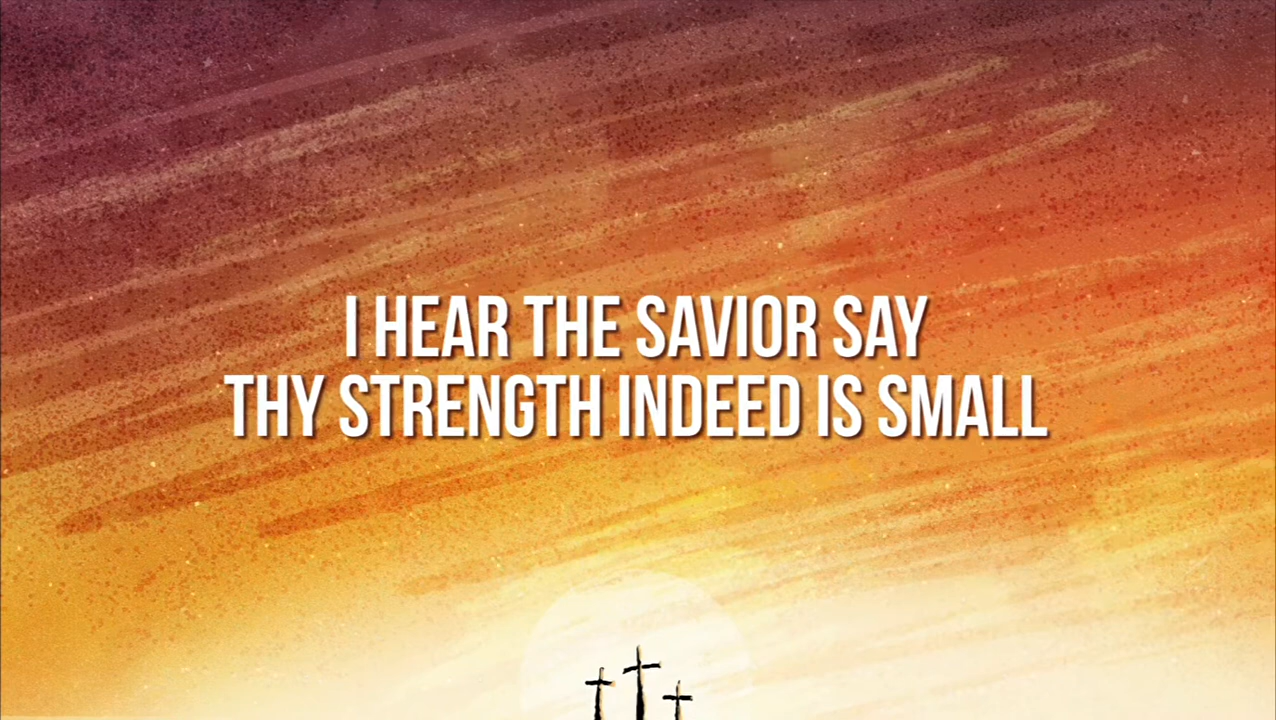 I HEAR THE SAVIOR SAY
THY STRENGTH INDEED IS SMALL